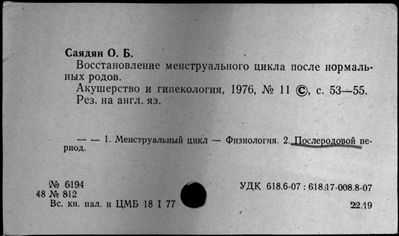 Саядян О. Б.
Восстановление менструального цикла после нормаль-
ных родов.
Акушерство и гинекология, 1976, № 11 ©, с. 53—55.
Рез. на англ. яз.
— — 1. Менструальный цикл — Физиология. 2. Послеродовой пе-
риод.
№ 6194
48 № 812
Вс. кн. пал. и ЦМБ 18 I 77
УДК 618.6-07 : 618.17-008.8-07
22.19